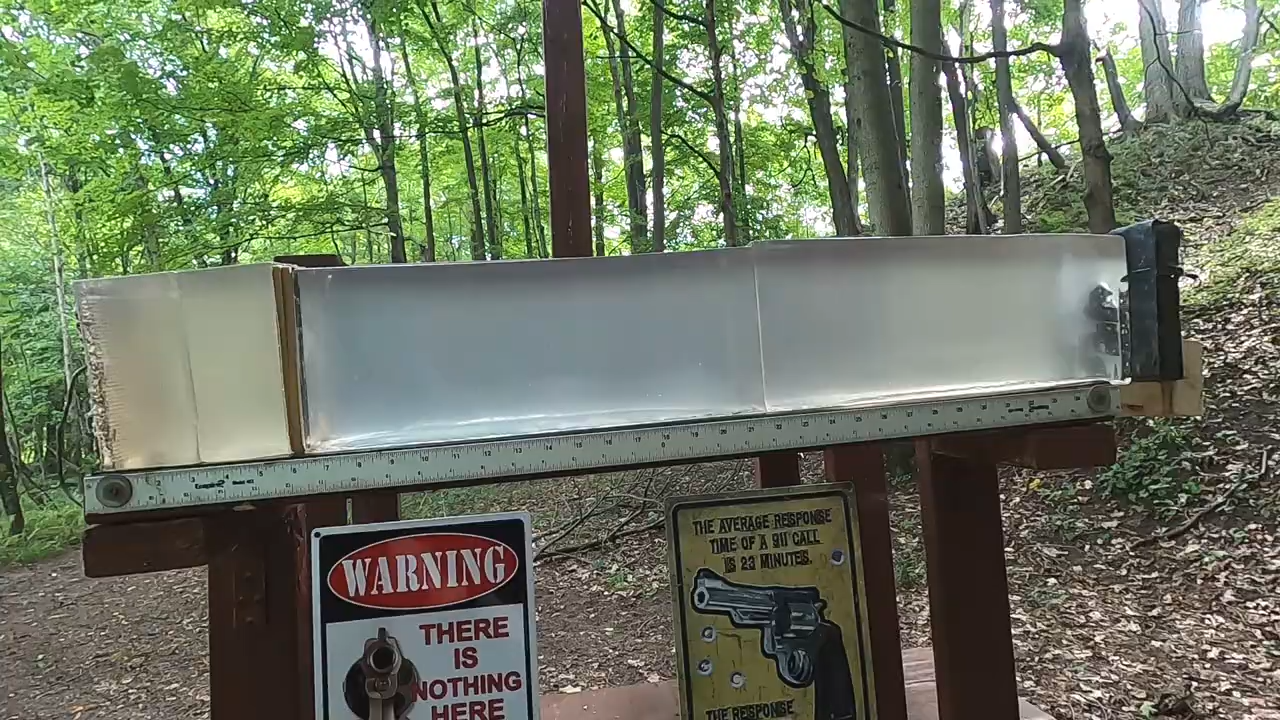 WARNING
THERE
IS
NOTHING
HERE
THE AVERAGE RESPONSE
TIME OF A 911 CALL
IS 23 MINUTES.
THE RESPONSE